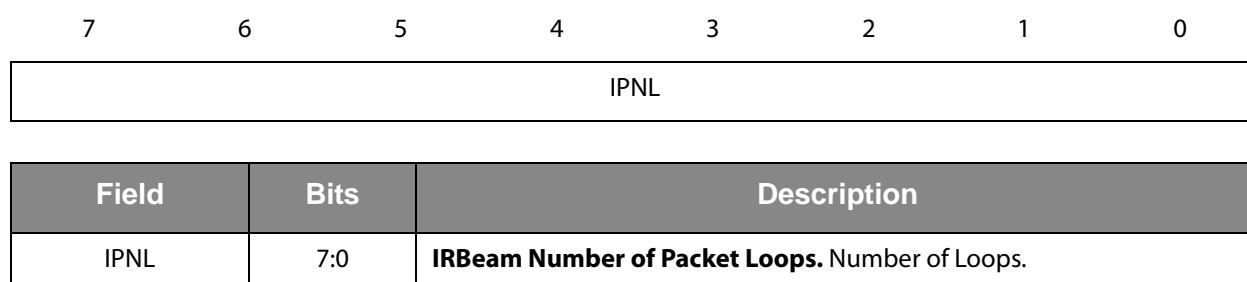 7 6 5 4 3 2 1 0
IPNL
Field Bits Description
IPNL 7:0 IRBeam Number of Packet Loops. Number of Loops.